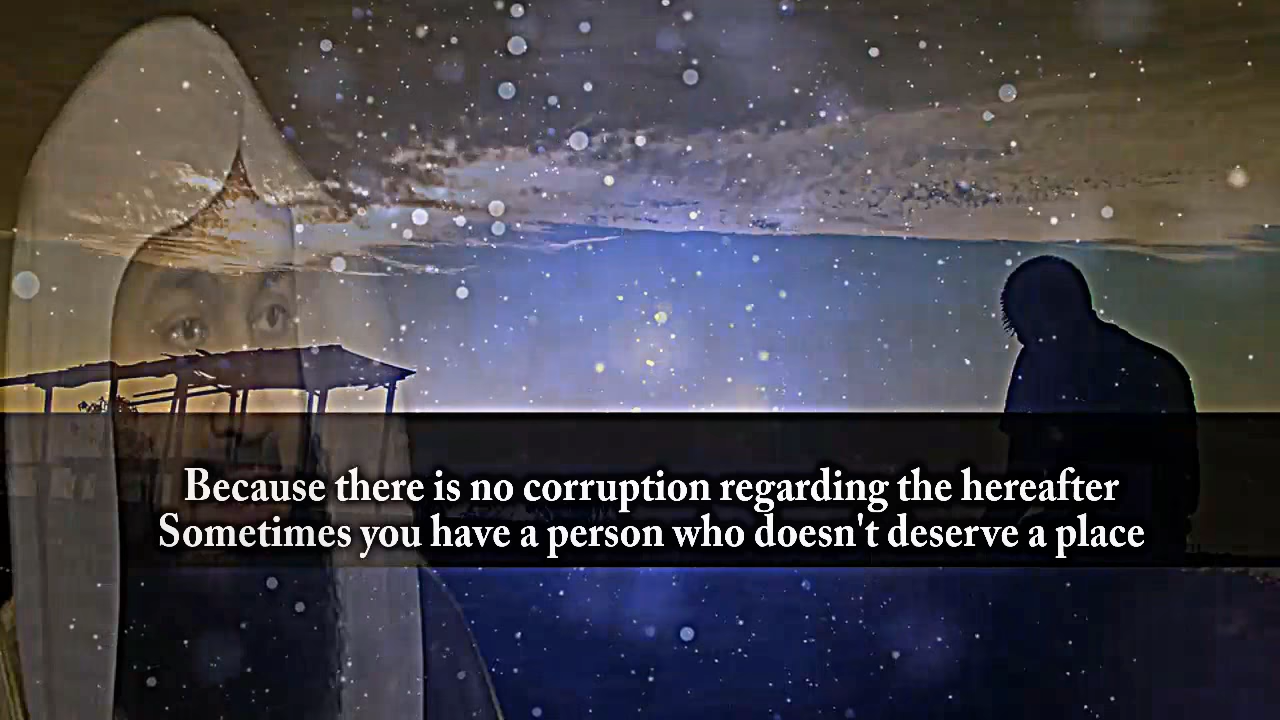 Because there is no corruption regarding the hereafter
Sometimes you have a person who doesn't deserve a place